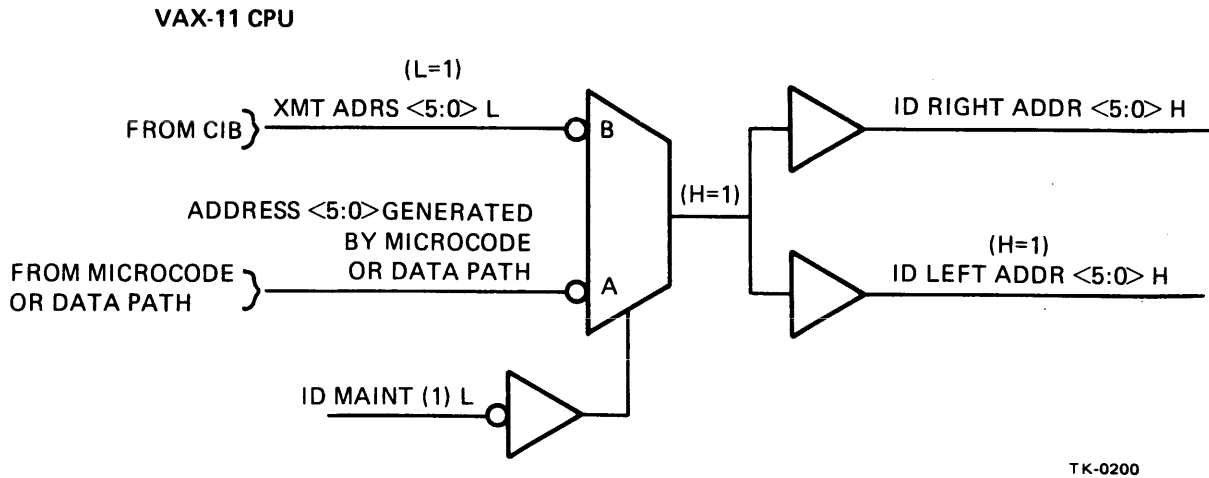 VAX-11 CPU
(L=1)
XMT ADRS <5:0> L
FROM CIB
B
ID RIGHT ADDR <5:0> H
(H=1)
ADDRESS <5:0> GENERATED
BY MICROCODE
OR DATA PATH
FROM MICROCODE
OR DATA PATH
A
(H=1)
ID LEFT ADDR <5:0> H
ID MAINT (1) L
TK-0200